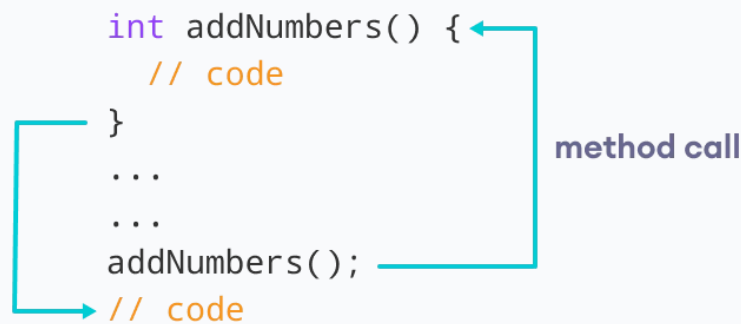 int addNumbers() {
// code
}
method call
...
...
addNumbers();
// code